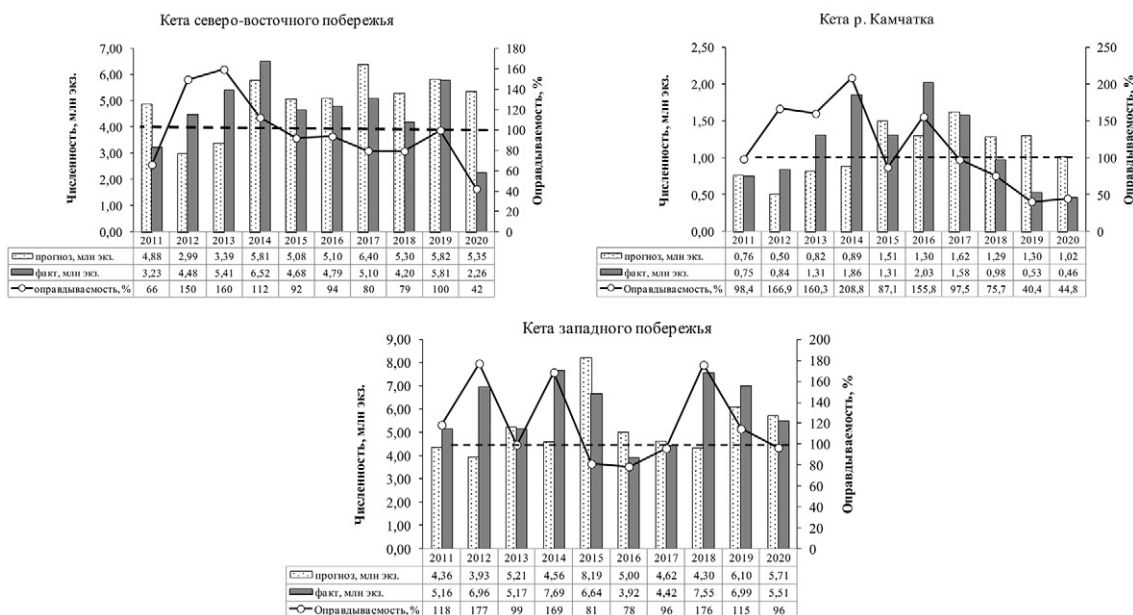 Кета северо-восточного побережья
Численность, млн экз.
7,00
6,00
5,00
4,00
3,00
2,00
1,00
0,00
180
160
140
120
100
80
60
40
20
0
Оправдываемость, %
2011 2012 2013 2014 2015 2016 2017 2018 2019 2020
прогноз, млн экз. 4,88 2,99 3,39 5,81 5,08 5,10 6,40 5,30 5,82 5,35
факт, млн экз. 3,23 4,48 5,41 6,52 4,68 4,79 5,10 4,20 5,81 2,26
оправдываемость, % 66 150 160 112 92 94 80 79 100 42
Кета р. Камчатка
Численность, млн экз.
2,50
2,00
1,50
1,00
0,50
0,00
250
200
150
100
50
0
Оправдываемость, %
2011 2012 2013 2014 2015 2016 2017 2018 2019 2020
прогноз, млн экз. 0,76 0,50 0,82 0,89 1,51 1,30 1,62 1,29 1,30 1,02
факт, млн экз. 0,75 0,84 1,31 1,86 1,31 2,03 1,58 0,98 0,53 0,46
Оправдываемость, % 98,4 166,9 160,3 208,8 87,1 155,8 97,5 75,7 40,4 44,8
Кета западного побережья
Численность, млн экз.
9,00
8,00
7,00
6,00
5,00
4,00
3,00
2,00
1,00
0,00
200
180
160
140
120
100
80
60
40
20
0
Оправдываемость, %
2011 2012 2013 2014 2015 2016 2017 2018 2019 2020
прогноз, млн экз. 4,36 3,93 5,21 4,56 8,19 5,00 4,62 4,30 6,10 5,71
факт, млн экз. 5,16 6,96 5,17 7,69 6,64 3,92 4,42 7,55 6,99 5,51
Оправдываемость, % 118 177 99 169 81 78 96 176 115 96